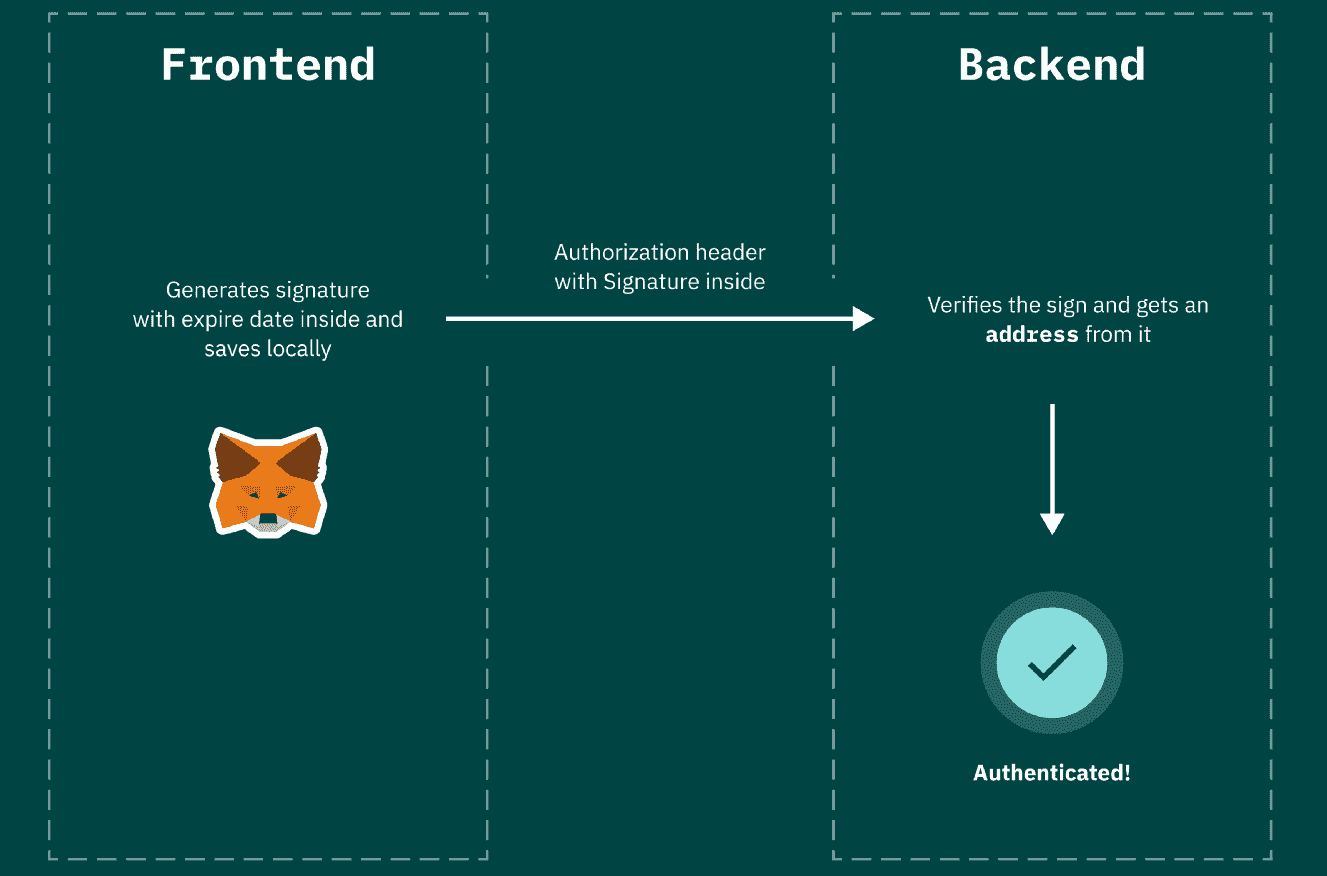 Frontend
Backend
Generates signature
with expire date inside and
saves locally
Authorization header
with Signature inside
Verifies the sign and gets an
address from it
Authenticated!